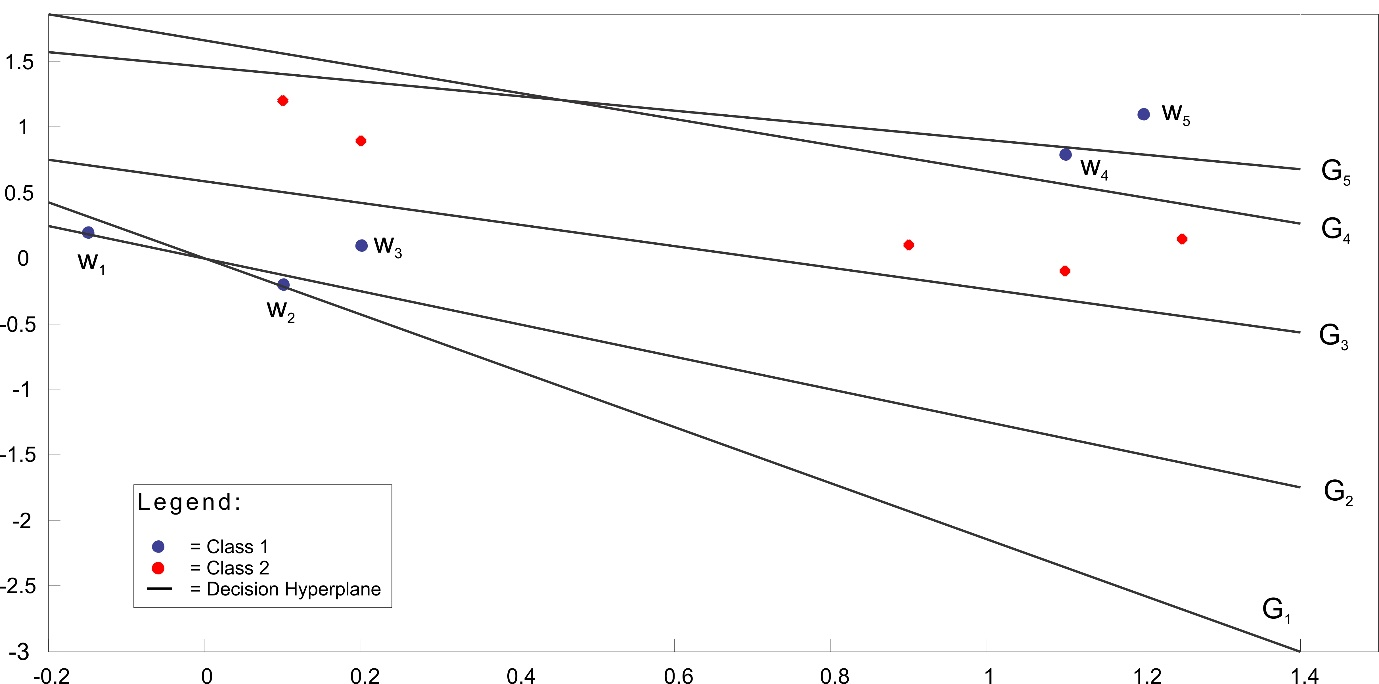 1.5
1
0.5
0
-0.5
-1
-1.5
-2
-2.5
-3
-0.2 0 0.2 0.4 0.6 0.8 1 1.2 1.4
w₅
w₄
w₃
w₁
w₂
G₅
G₄
G₃
G₂
G₁
Legend:
= Class 1
= Class 2
= Decision Hyperplane